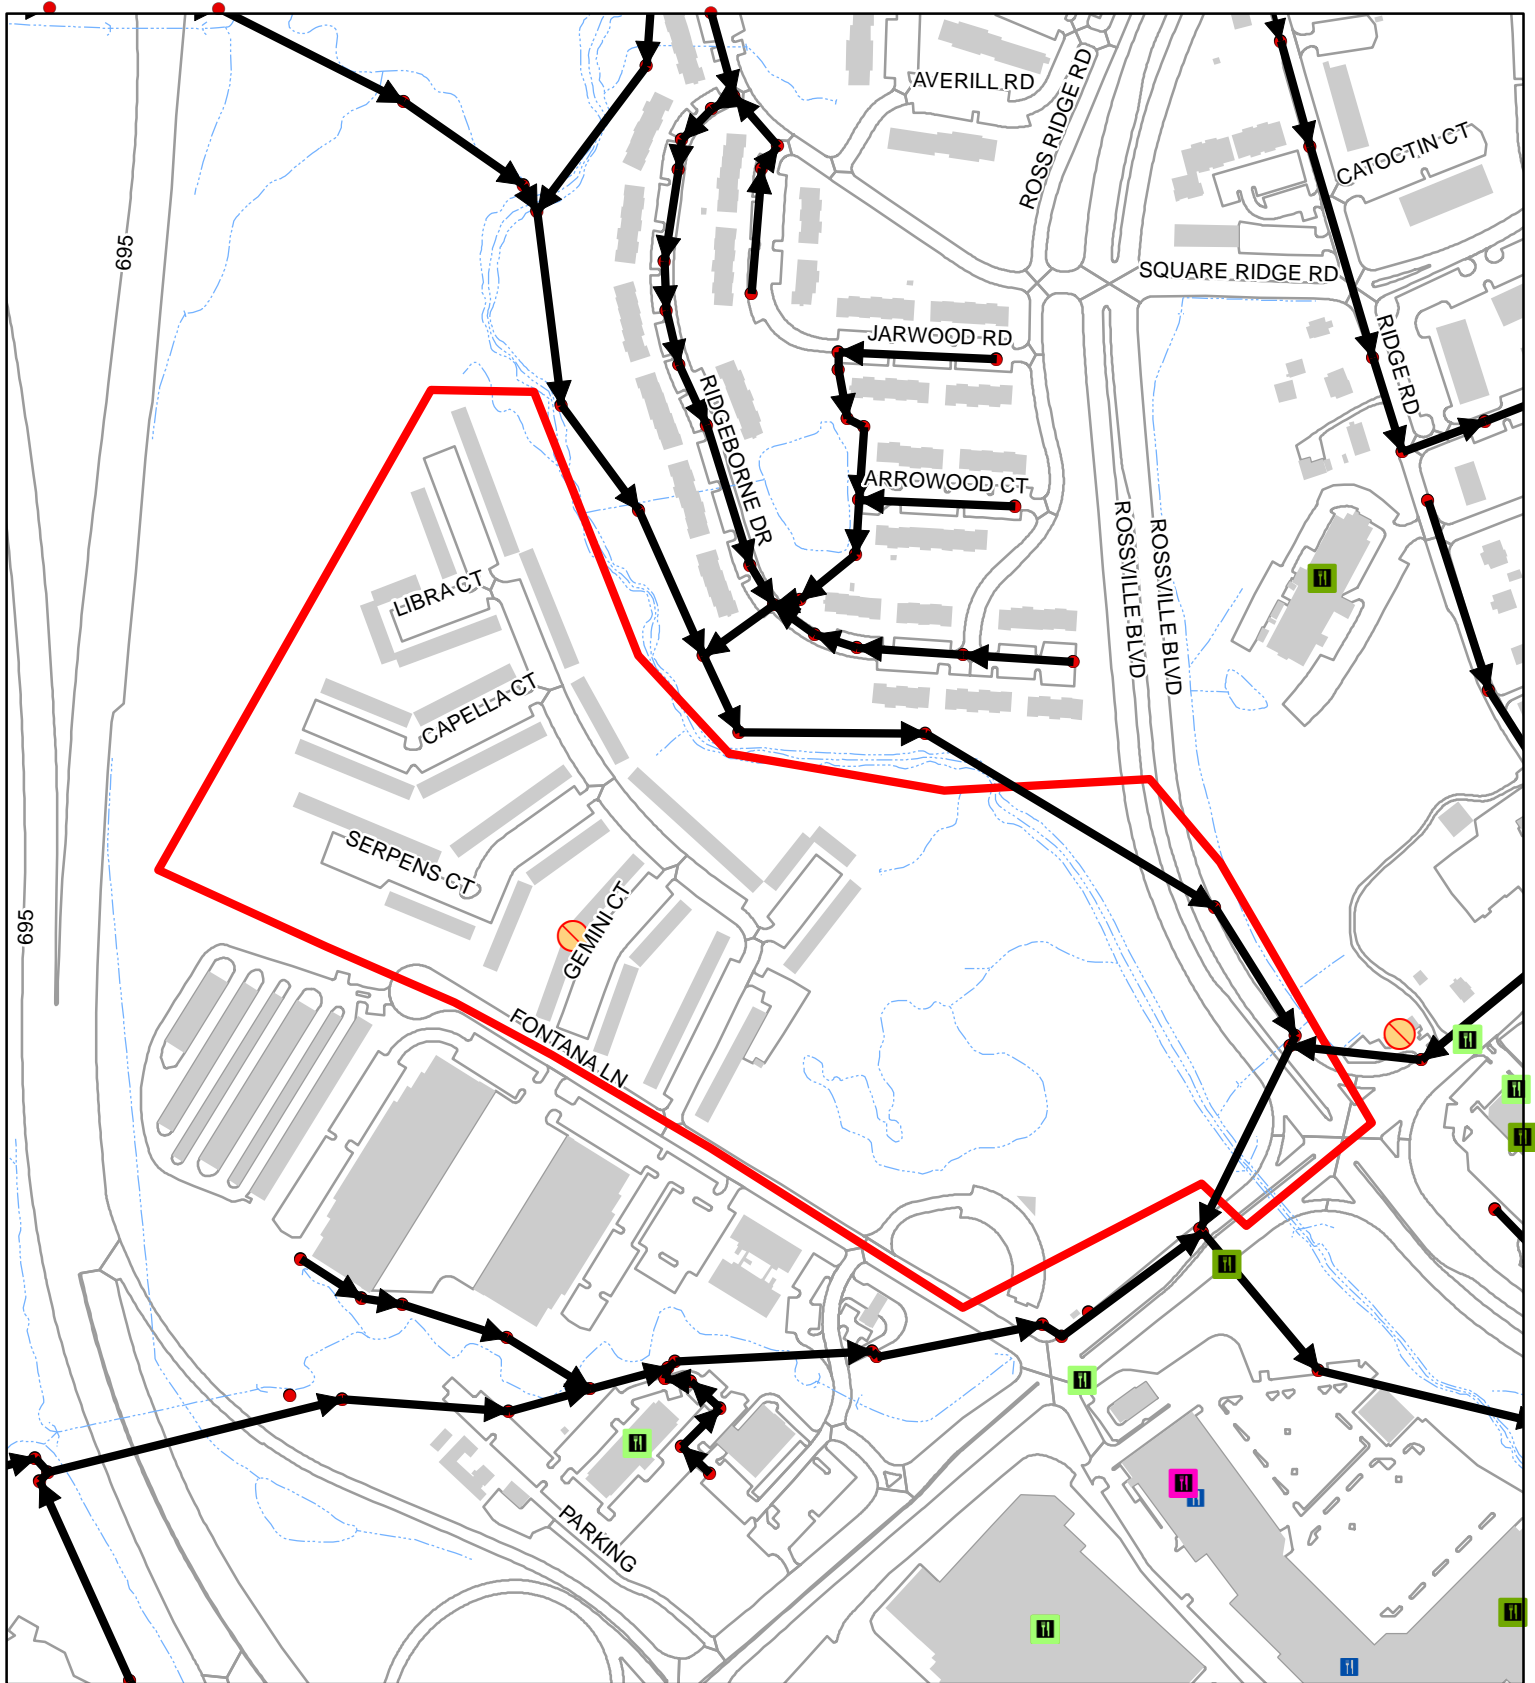 AVERILL RD
ROSS RIDGE RD
CATOCTIN CT
695
SQUARE RIDGE RD
JARWOOD RD
RIDGE RD
RIDGEBORNE DR
ARROWOOD CT
ROSSVILLE BLVD
ROSSVILLE BLVD
LIBRA CT
CAPELLA CT
SERPENS CT
GEMINI CT
695
FONTANA LN
PARKING